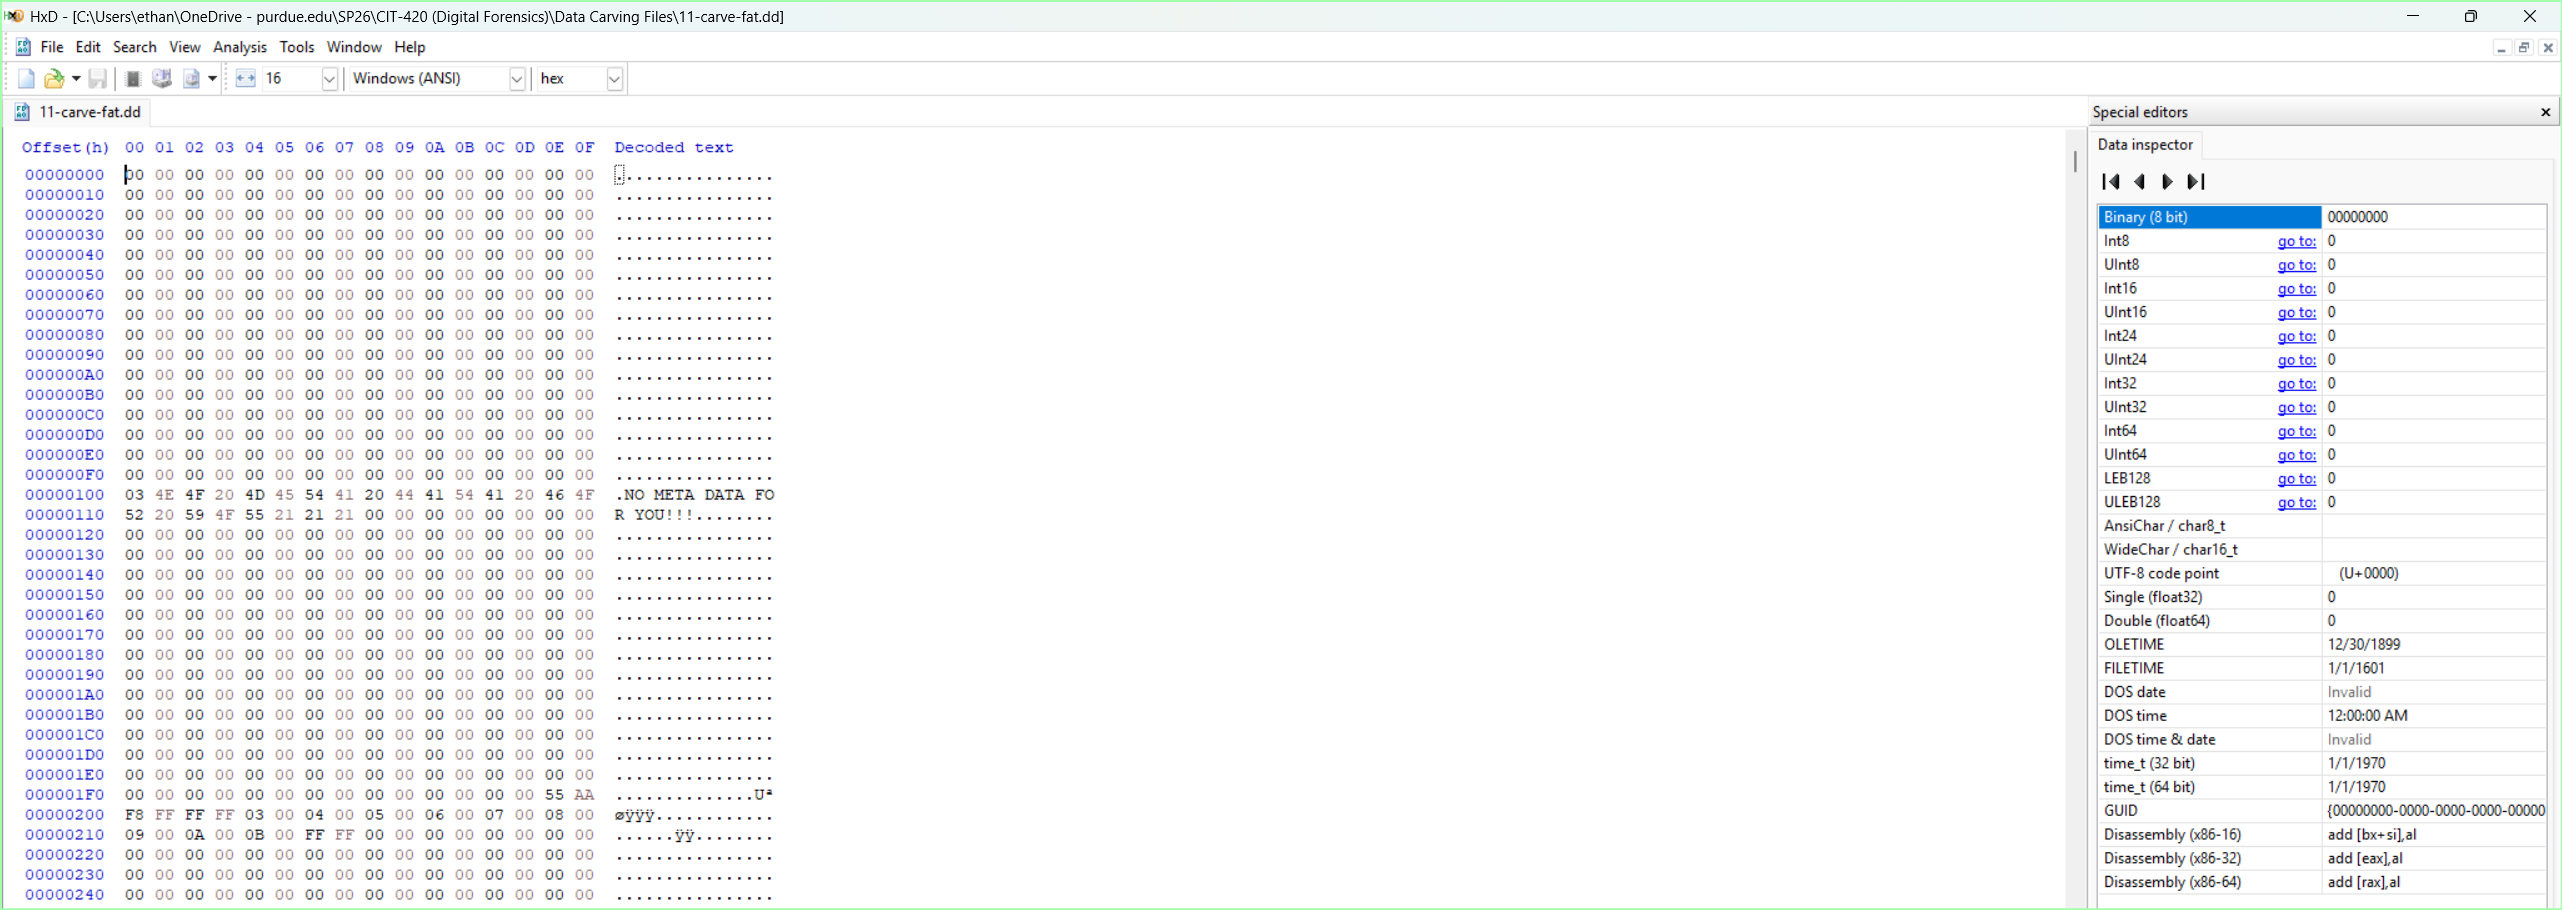 HxD - [C:\Users\ethan\OneDrive - purdue.edu\SP26\CIT-420 (Digital Forensics)\Data Carving Files\11-carve-fat.dd]
File Edit Search View Analysis Tools Window Help
16 Windows (ANSI) hex
11-carve-fat.dd
Offset(h) 00 01 02 03 04 05 06 07 08 09 0A 0B 0C 0D 0E 0F Decoded text
00000000 00 00 00 00 00 00 00 00 00 00 00 00 00 00 00 00 ................
00000010 00 00 00 00 00 00 00 00 00 00 00 00 00 00 00 00 ................
00000020 00 00 00 00 00 00 00 00 00 00 00 00 00 00 00 00 ................
00000030 00 00 00 00 00 00 00 00 00 00 00 00 00 00 00 00 ................
00000040 00 00 00 00 00 00 00 00 00 00 00 00 00 00 00 00 ................
00000050 00 00 00 00 00 00 00 00 00 00 00 00 00 00 00 00 ................
00000060 00 00 00 00 00 00 00 00 00 00 00 00 00 00 00 00 ................
00000070 00 00 00 00 00 00 00 00 00 00 00 00 00 00 00 00 ................
00000080 00 00 00 00 00 00 00 00 00 00 00 00 00 00 00 00 ................
00000090 00 00 00 00 00 00 00 00 00 00 00 00 00 00 00 00 ................
000000A0 00 00 00 00 00 00 00 00 00 00 00 00 00 00 00 00 ................
000000B0 00 00 00 00 00 00 00 00 00 00 00 00 00 00 00 00 ................
000000C0 00 00 00 00 00 00 00 00 00 00 00 00 00 00 00 00 ................
000000D0 00 00 00 00 00 00 00 00 00 00 00 00 00 00 00 00 ................
000000E0 00 00 00 00 00 00 00 00 00 00 00 00 00 00 00 00 ................
000000F0 00 00 00 00 00 00 00 00 00 00 00 00 00 00 00 00 ................
00000100 03 4E 4F 20 4D 45 54 41 20 44 41 54 41 20 46 4F .NO META DATA FO
00000110 52 20 59 4F 55 21 21 21 00 00 00 00 00 00 00 00 R YOU!!!........
00000120 00 00 00 00 00 00 00 00 00 00 00 00 00 00 00 00 ................
00000130 00 00 00 00 00 00 00 00 00 00 00 00 00 00 00 00 ................
00000140 00 00 00 00 00 00 00 00 00 00 00 00 00 00 00 00 ................
00000150 00 00 00 00 00 00 00 00 00 00 00 00 00 00 00 00 ................
00000160 00 00 00 00 00 00 00 00 00 00 00 00 00 00 00 00 ................
00000170 00 00 00 00 00 00 00 00 00 00 00 00 00 00 00 00 ................
00000180 00 00 00 00 00 00 00 00 00 00 00 00 00 00 00 00 ................
00000190 00 00 00 00 00 00 00 00 00 00 00 00 00 00 00 00 ................
000001A0 00 00 00 00 00 00 00 00 00 00 00 00 00 00 00 00 ................
000001B0 00 00 00 00 00 00 00 00 00 00 00 00 00 00 00 00 ................
000001C0 00 00 00 00 00 00 00 00 00 00 00 00 00 00 00 00 ................
000001D0 00 00 00 00 00 00 00 00 00 00 00 00 00 00 00 00 ................
000001E0 00 00 00 00 00 00 00 00 00 00 00 00 00 00 00 00 ................
000001F0 00 00 00 00 00 00 00 00 00 00 00 00 00 00 55 AA ..............Uª
00000200 F8 FF FF FF 03 00 04 00 05 00 06 00 07 00 08 00 øÿÿÿ............
00000210 09 00 0A 00 0B 00 FF FF 00 00 00 00 00 00 00 00 ......ÿÿ........
00000220 00 00 00 00 00 00 00 00 00 00 00 00 00 00 00 00 ................
00000230 00 00 00 00 00 00 00 00 00 00 00 00 00 00 00 00 ................
00000240 00 00 00 00 00 00 00 00 00 00 00 00 00 00 00 00 ................
Special editors
Data inspector
Binary (8 bit) 00000000
Int8 go to: 0
UInt8 go to: 0
Int16 go to: 0
UInt16 go to: 0
Int24 go to: 0
UInt24 go to: 0
Int32 go to: 0
UInt32 go to: 0
Int64 go to: 0
UInt64 go to: 0
LEB128 go to: 0
ULEB128 go to: 0
AnsiChar / char8_t
WideChar / char16_t
UTF-8 code point (U+0000)
Single (float32) 0
Double (float64) 0
OLETIME 12/30/1899
FILETIME 1/1/1601
DOS date Invalid
DOS time 12:00:00 AM
DOS time & date Invalid
time_t (32 bit) 1/1/1970
time_t (64 bit) 1/1/1970
GUID {00000000-0000-0000-0000-00000
Disassembly (x86-16) add [bx+si],al
Disassembly (x86-32) add [eax],al
Disassembly (x86-64) add [rax],al